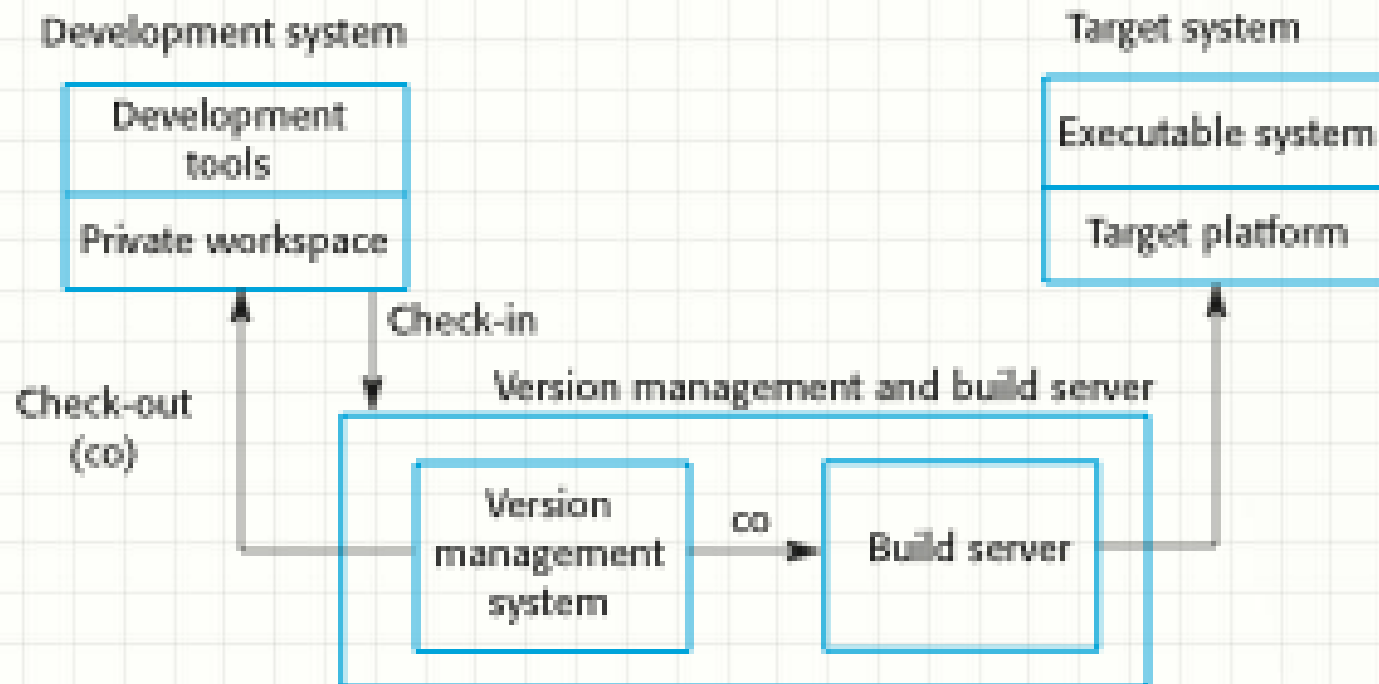 Development system
Target system
Development
tools
Private workspace
Executable system
Target platform
Check-in
Check-out
(co)
Version management and build server
Version
management
system
co
Build server